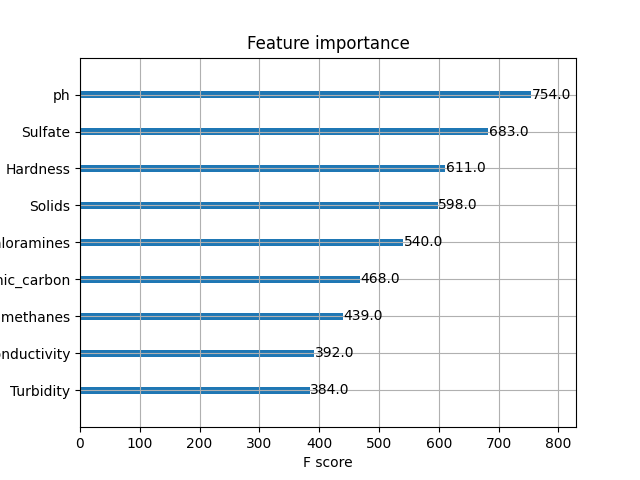 Feature importance
ph 754.0
Sulfate 683.0
Hardness 611.0
Solids 598.0
loramines 540.0
nic_carbon 468.0
methanes 439.0
onductivity 392.0
Turbidity 384.0
0 100 200 300 400 500 600 700 800
F score